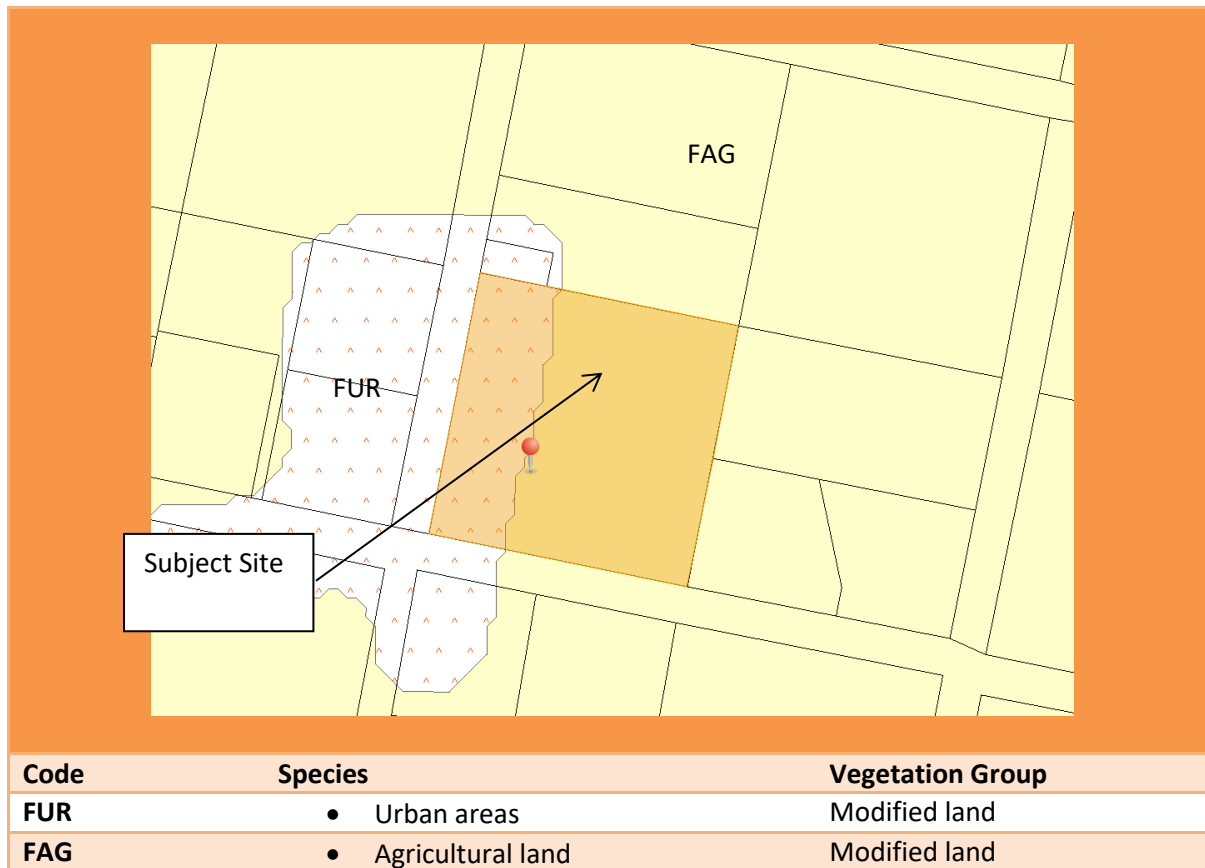 FAG
FUR
Subject Site
Code Species Vegetation Group
FUR • Urban areas Modified land
FAG • Agricultural land Modified land